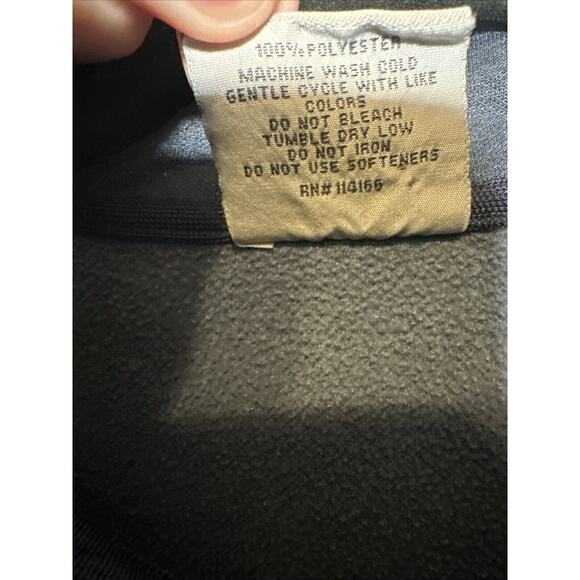 100% POLYESTER
MACHINE WASH COLD
GENTLE CYCLE WITH LIKE
COLORS
DO NOT BLEACH
TUMBLE DRY LOW
DO NOT IRON
DO NOT USE SOFTENERS
RN# 114166